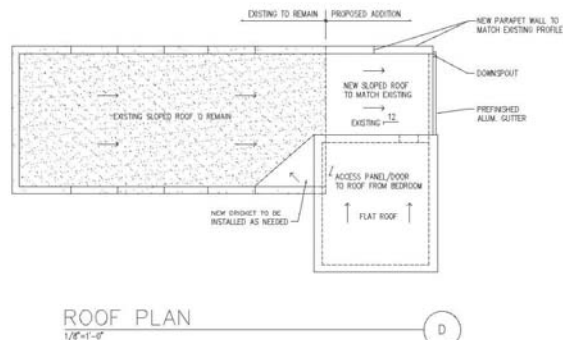 EXISTING TO REMAIN
PROPOSED ADDITION
NEW PARAPET WALL TO
MATCH EXISTING PROFILE
DOWNSPOUT
NEW SLOPED ROOF
TO MATCH EXISTING
PREFINISHED
ALUM. GUTTER
EXISTING SLOPED ROOF O REMAIN
EXISTING
12
ACCESS PANEL/DOOR
TO ROOF FROM BEDROOM
NEW CRICKET TO BE
INSTALLED AS NEEDED
FLAT ROOF
ROOF PLAN
1/8"=1'-0"
D